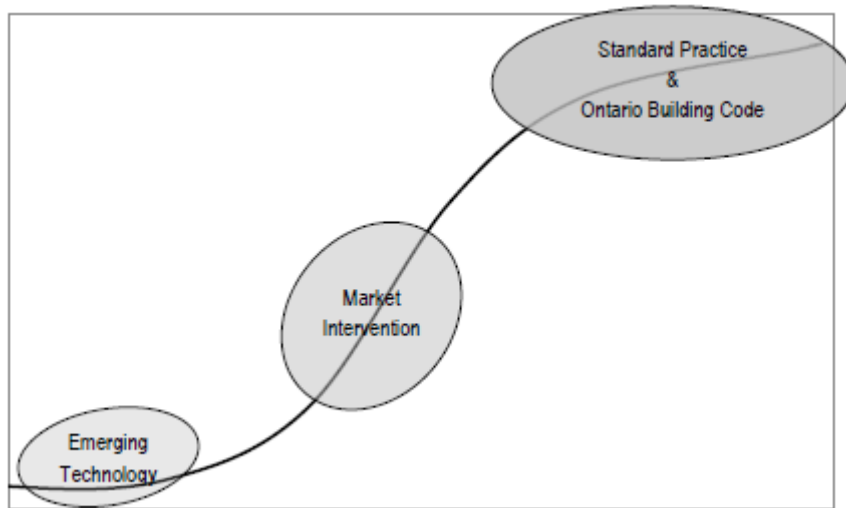 Standard Practice
&
Ontario Building Code
Market
Intervention
Emerging
Technology